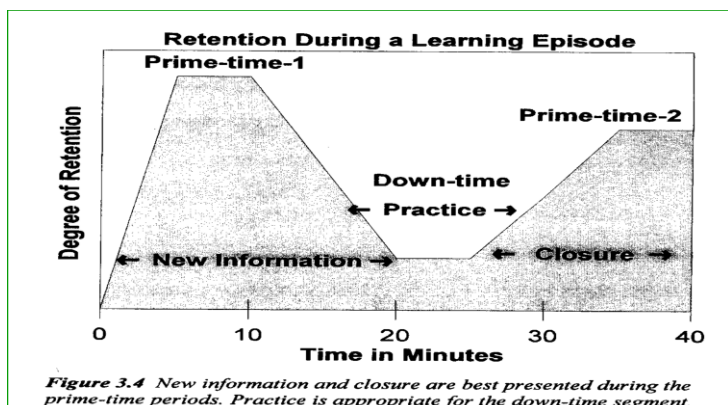 Retention During a Learning Episode
Prime-time-1
Prime-time-2
Down-time
← Practice →
← New Information →
← Closure →
Degree of Retention
0 10 20 30 40
Time in Minutes
Figure 3.4 New information and closure are best presented during the
prime-time periods. Practice is appropriate for the down-time segment